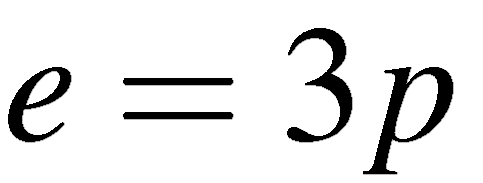 e = 3p